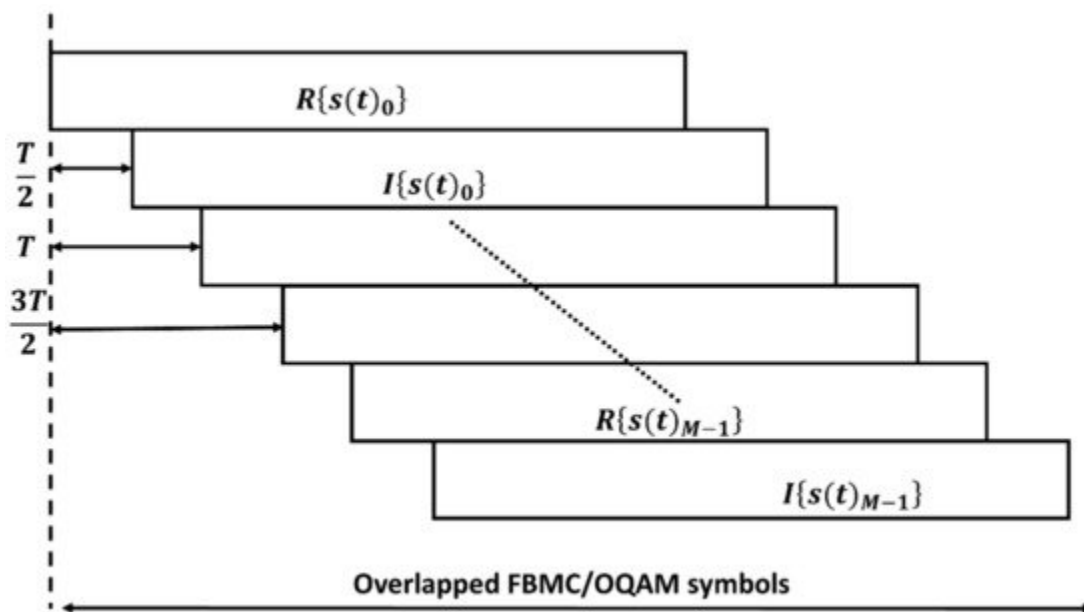 R{s(t)₀}
T/2
I{s(t)₀}
T
3T/2
R{s(t)_{M−1}}
I{s(t)_{M−1}}
Overlapped FBMC/OQAM symbols